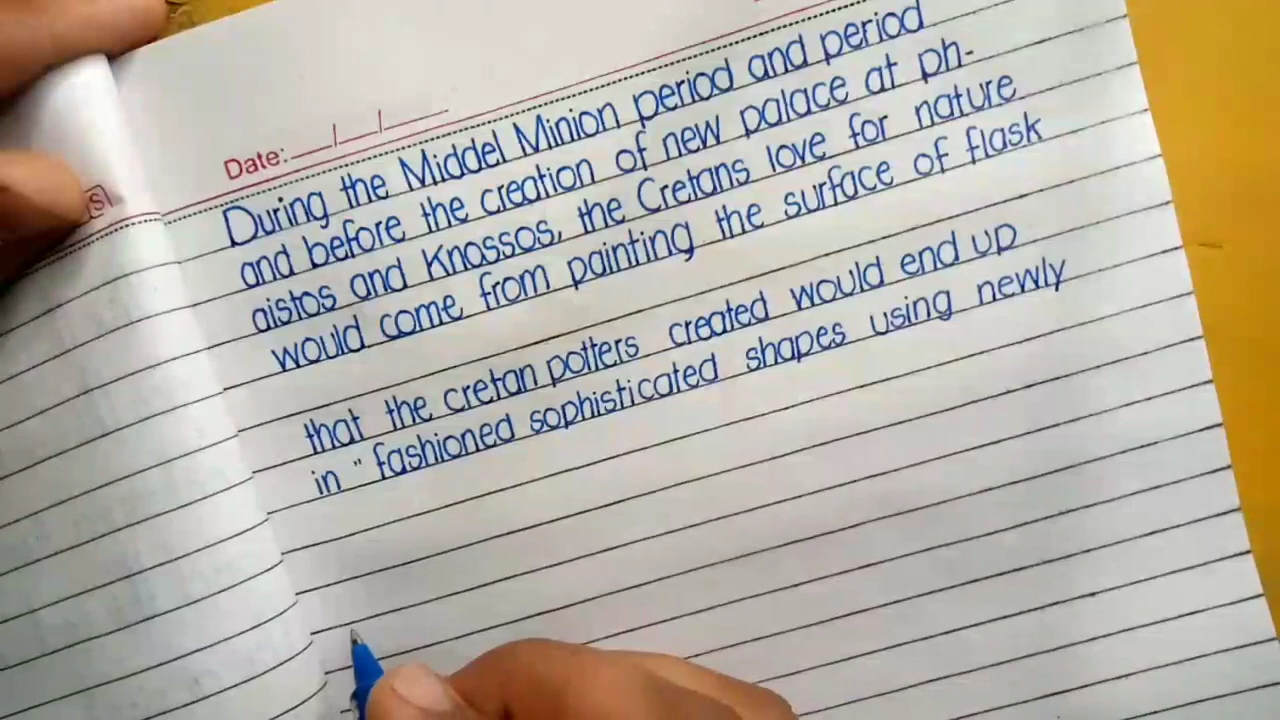 Date: __/__/____
During the Middel Minion period and period
and before the creation of new palace at ph-
aistos and Knossos, the Cretans love for nature
would come from painting the surface of flask
that the cretan potters created would end up
in " fashioned sophisticated shapes using newly